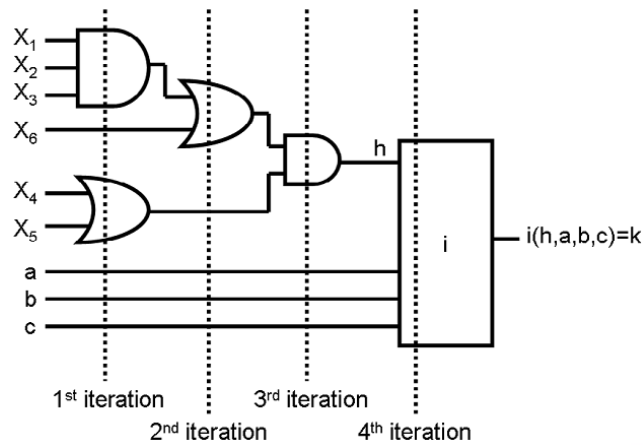 X₁
X₂
X₃
X₆
h
X₄
X₅
i
i(h,a,b,c)=k
a
b
c
1ˢᵗ iteration
3ʳᵈ iteration
2ⁿᵈ iteration
4ᵗʰ iteration